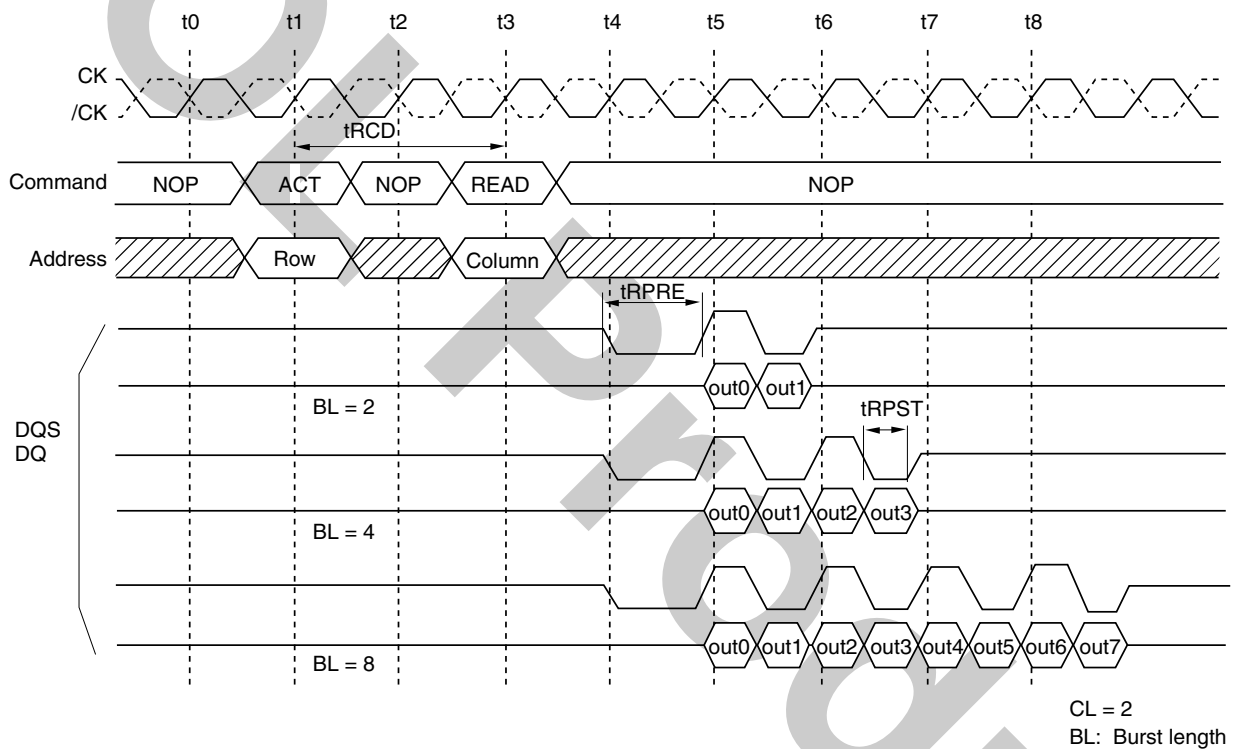 t0 t1 t2 t3 t4 t5 t6 t7 t8
CK
/CK
tRCD
Command NOP ACT NOP READ NOP
Address Row Column
tRPRE
out0 out1
BL = 2
tRPST
DQS
DQ
out0 out1 out2 out3
BL = 4
out0 out1 out2 out3 out4 out5 out6 out7
BL = 8
CL = 2
BL: Burst length